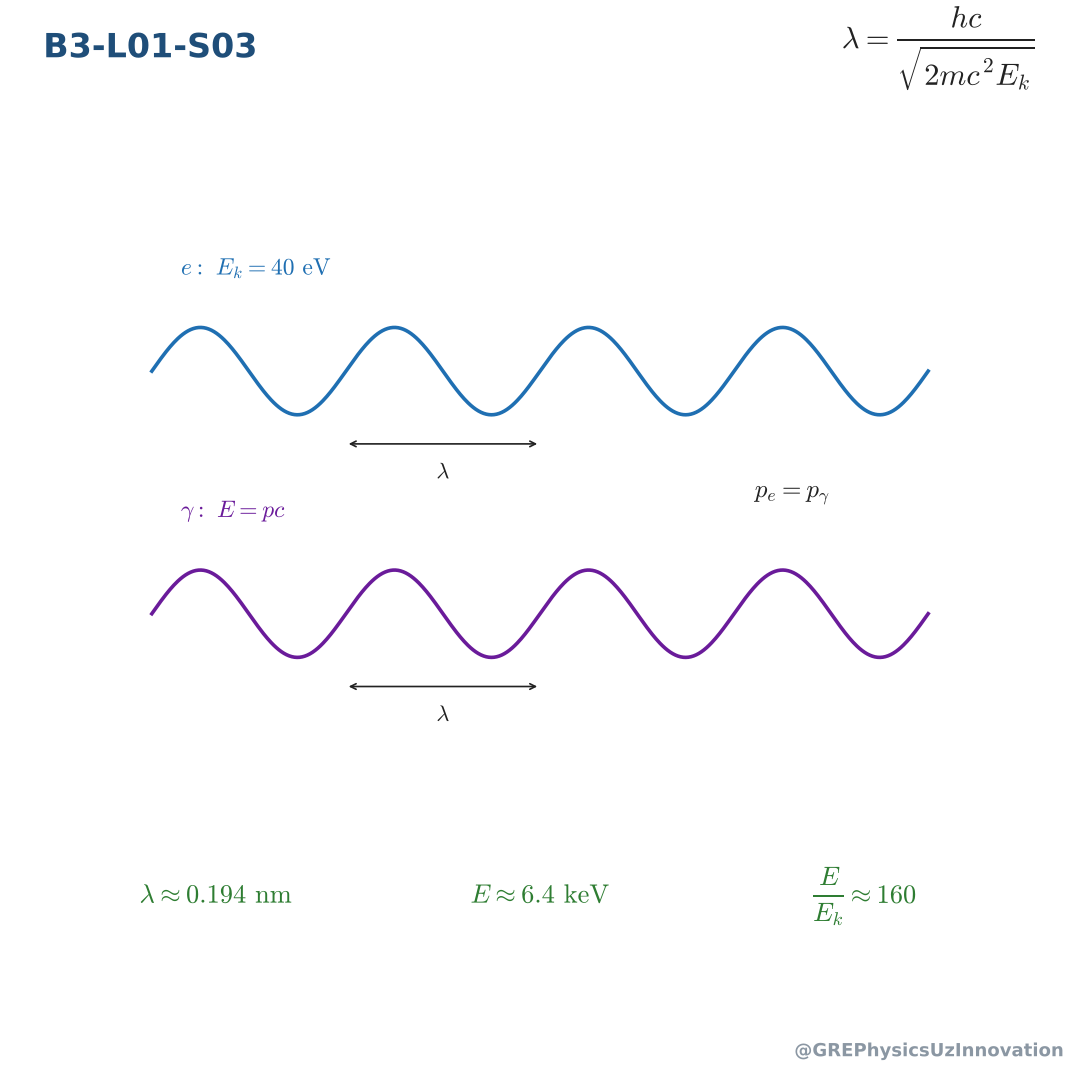 B3-L01-S03
λ = hc / √(2mc²E_k)
e : E_k = 40 eV
λ
p_e = p_γ
γ : E = pc
λ
λ ≈ 0.194 nm
E ≈ 6.4 keV
E / E_k ≈ 160
@GREPhysicsUzInnovation